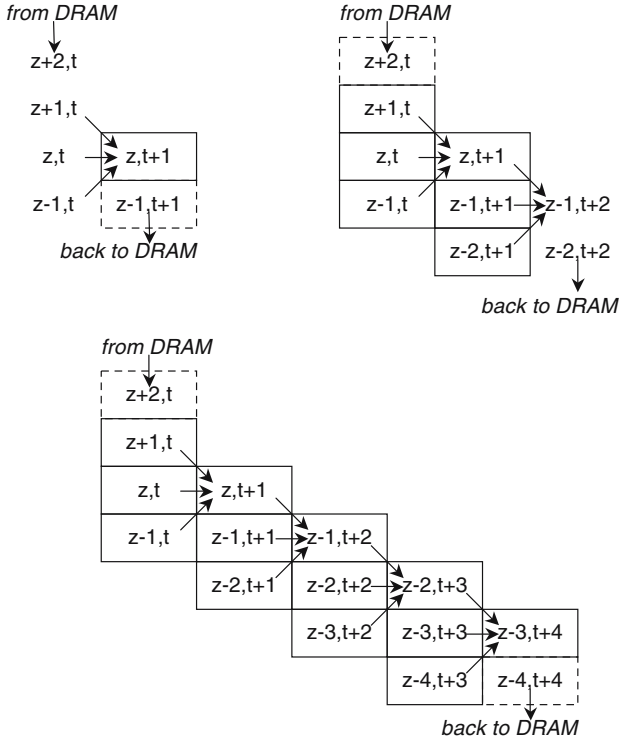 from DRAM
z+2,t
z+1,t
z,t
z,t+1
z-1,t
z-1,t+1
back to DRAM
from DRAM
z+2,t
z+1,t
z,t
z,t+1
z-1,t
z-1,t+1
z-1,t+2
z-2,t+1
z-2,t+2
back to DRAM
from DRAM
z+2,t
z+1,t
z,t
z,t+1
z-1,t
z-1,t+1
z-1,t+2
z-2,t+1
z-2,t+2
z-2,t+3
z-3,t+2
z-3,t+3
z-3,t+4
z-4,t+3
z-4,t+4
back to DRAM